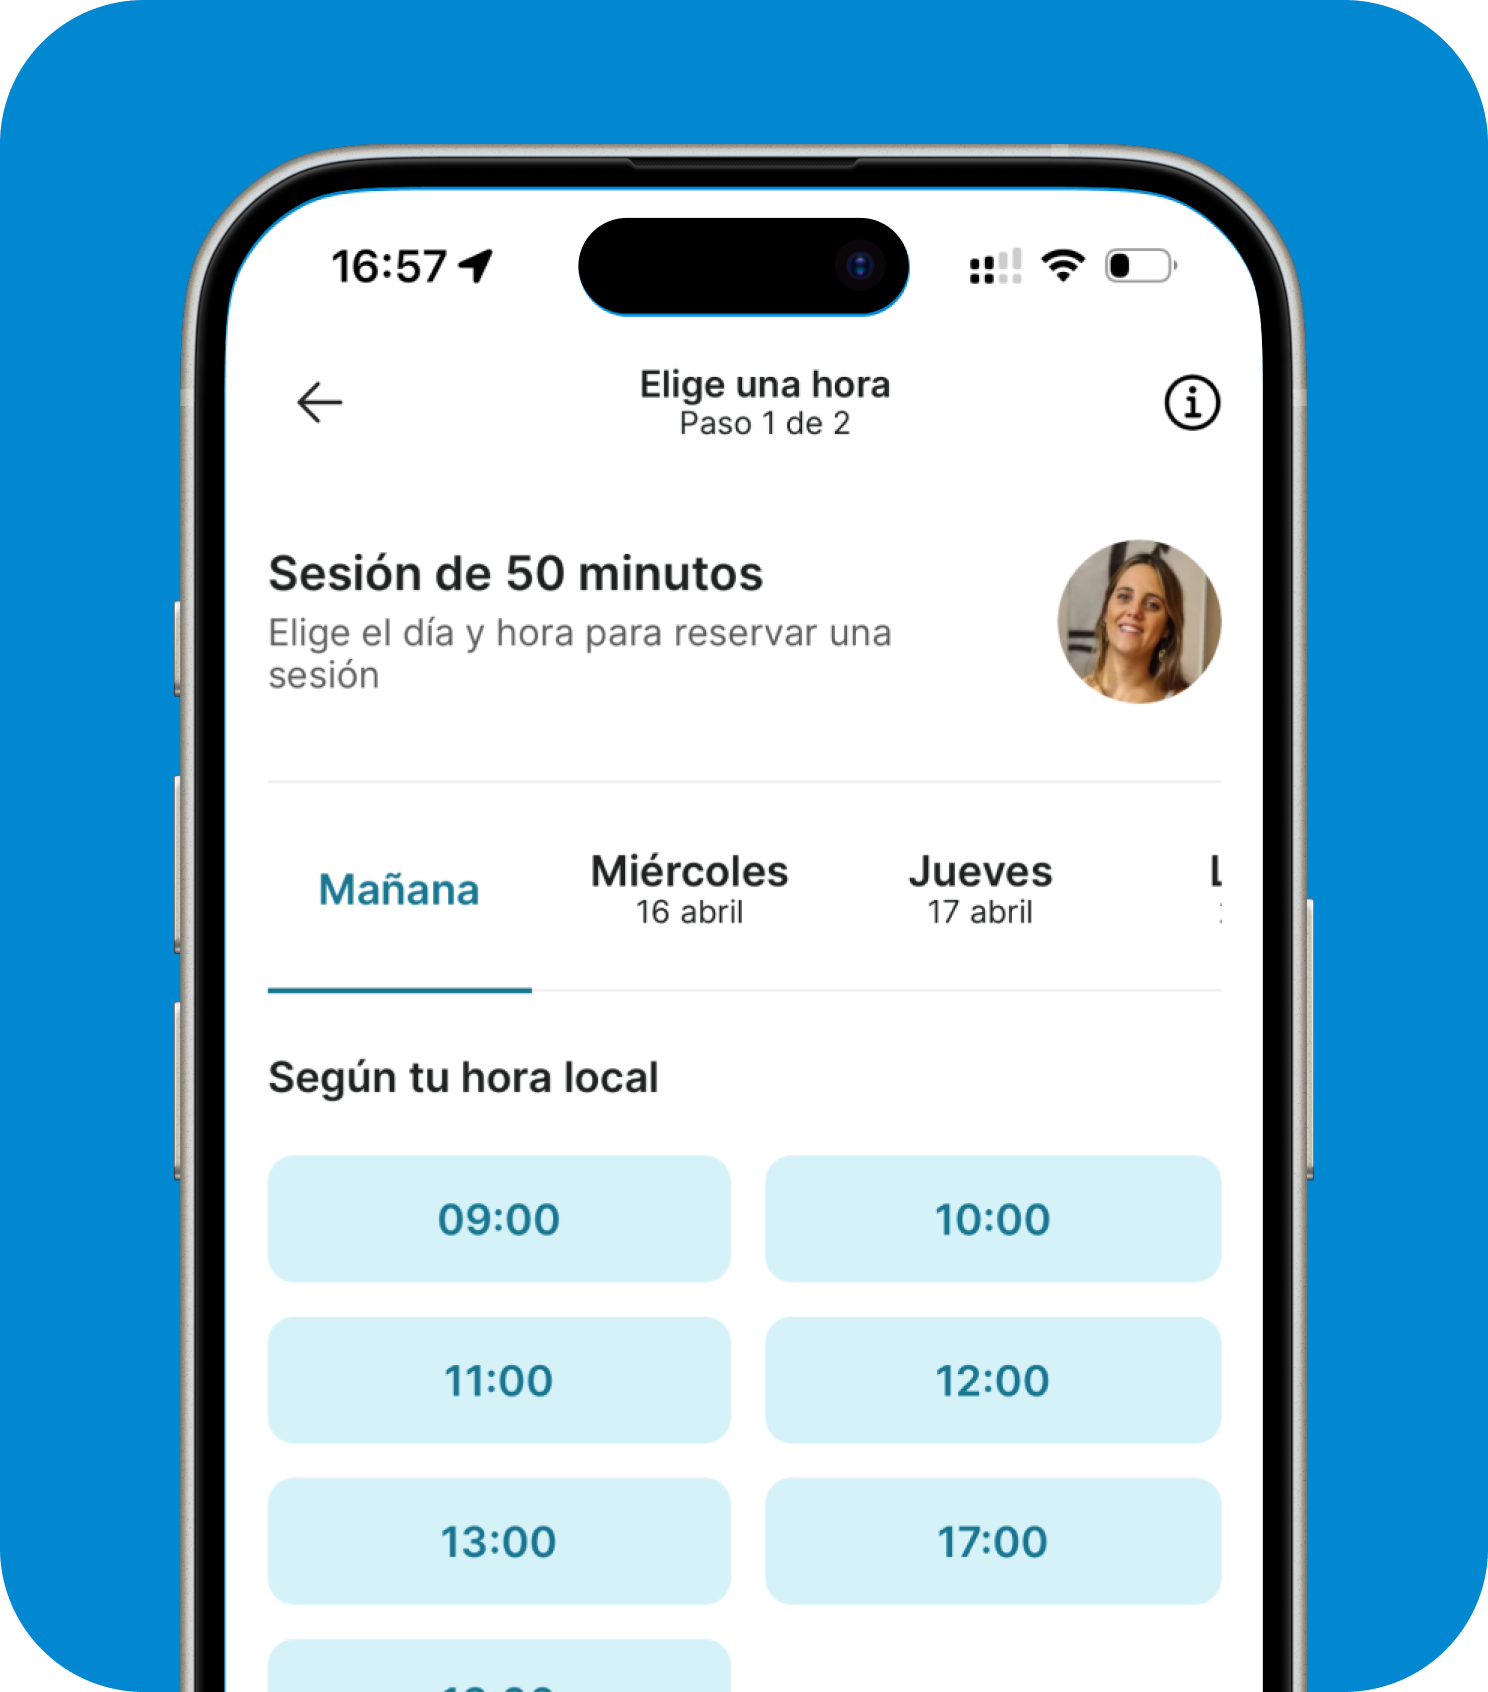 16:57
Elige una hora
Paso 1 de 2
Sesión de 50 minutos
Elige el día y hora para reservar una
sesión
Mañana
Miércoles
16 abril
Jueves
17 abril
Según tu hora local
09:00
10:00
11:00
12:00
13:00
17:00